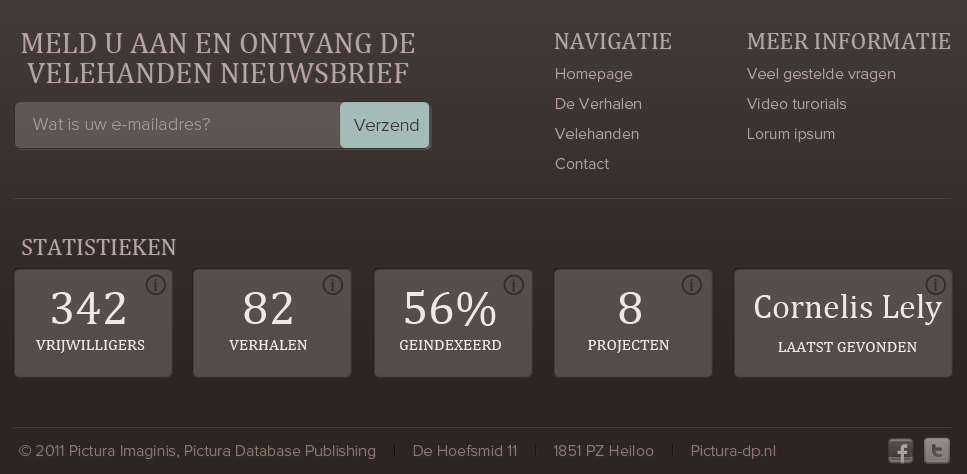 MELD U AAN EN ONTVANG DE
VELEHANDEN NIEUWSBRIEF
Wat is uw e-mailadres?
Verzend
NAVIGATIE
Homepage
De Verhalen
Velehanden
Contact
MEER INFORMATIE
Veel gestelde vragen
Video turorials
Lorum ipsum
STATISTIEKEN
342
VRIJWILLIGERS
82
VERHALEN
56%
GEINDEXEERD
8
PROJECTEN
Cornelis Lely
LAATST GEVONDEN
© 2011 Pictura Imaginis, Pictura Database Publishing | De Hoefsmid 11 | 1851 PZ Heiloo | Pictura-dp.nl